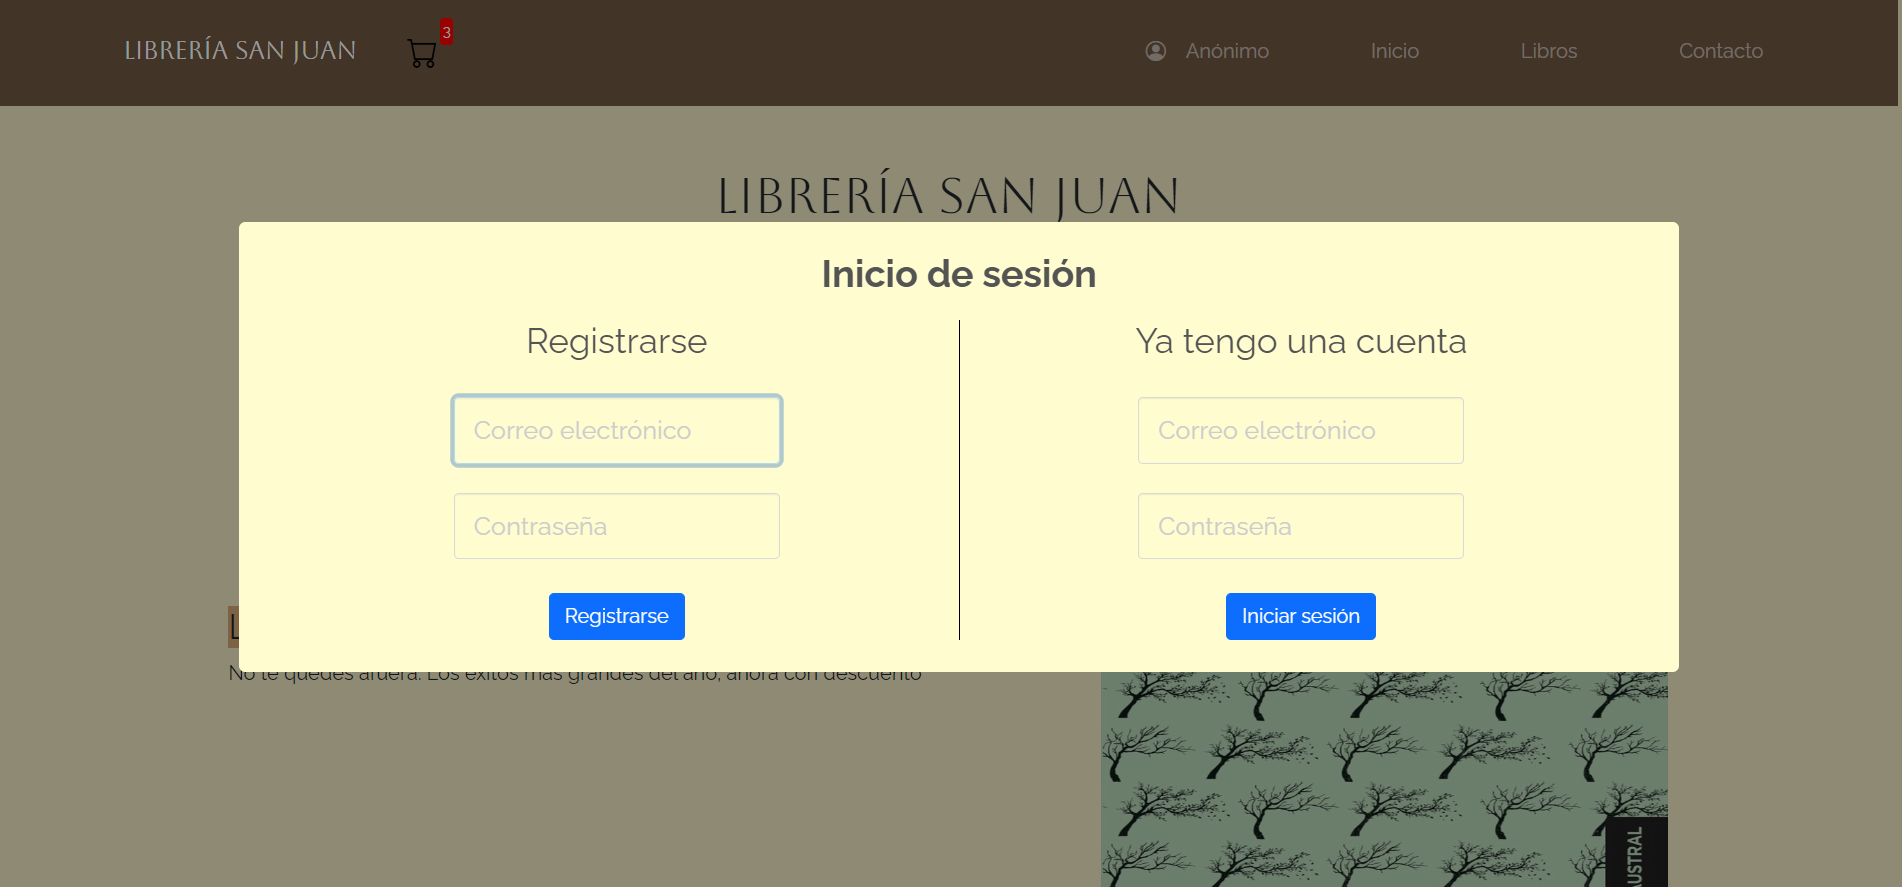 LIBRERÍA SAN JUAN
3
Anónimo
Inicio
Libros
Contacto
LIBRERÍA SAN JUAN
Inicio de sesión
Registrarse
Correo electrónico
Contraseña
Registrarse
Ya tengo una cuenta
Correo electrónico
Contraseña
Iniciar sesión
No te quedes afuera. Los éxitos más grandes del año, ahora con descuento
AUSTRAL